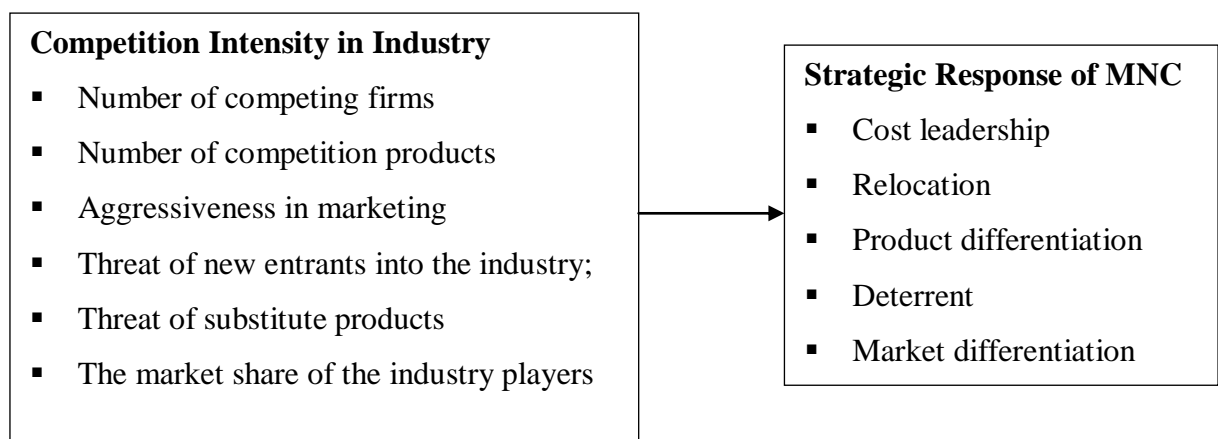 Competition Intensity in Industry
▪ Number of competing firms
▪ Number of competition products
▪ Aggressiveness in marketing
▪ Threat of new entrants into the industry;
▪ Threat of substitute products
▪ The market share of the industry players
Strategic Response of MNC
▪ Cost leadership
▪ Relocation
▪ Product differentiation
▪ Deterrent
▪ Market differentiation